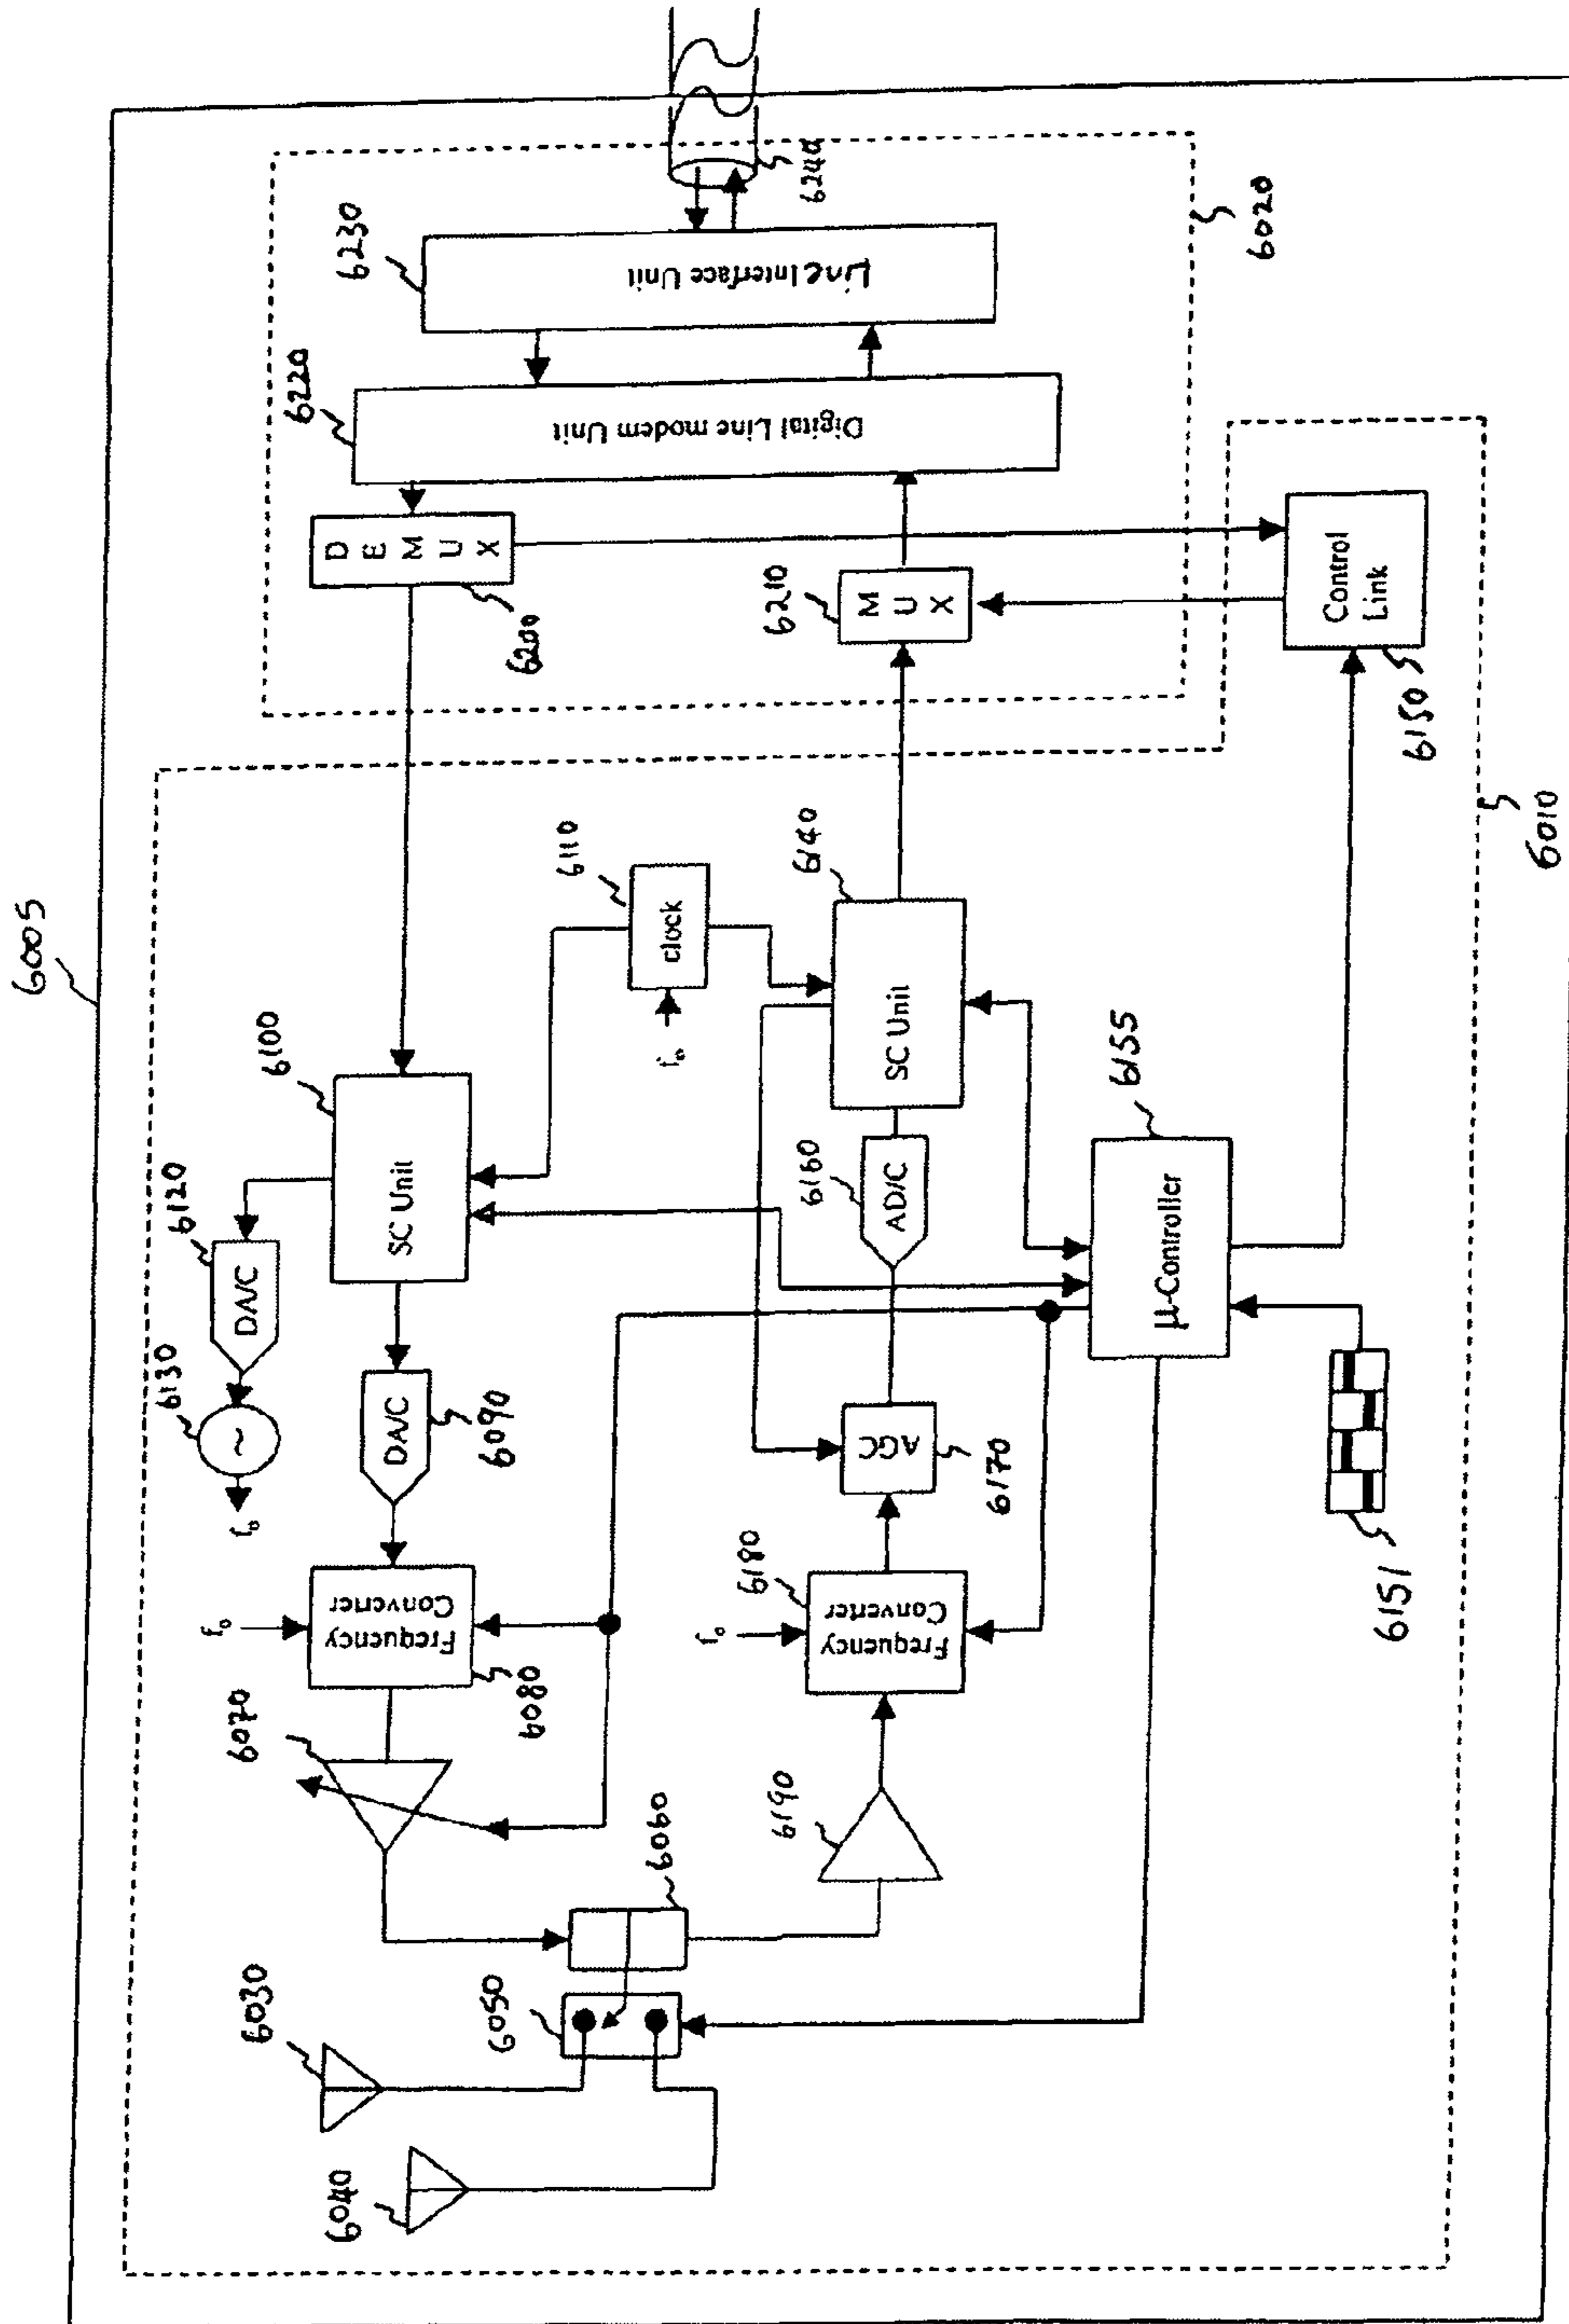 6005
6240
6230
Line Interface Unit
6020
6220
Digital Line modem Unit
D
E
M
U
X
6200
6210
M
U
X
Control
Link
6150
6010
6110
clock
6140
SC Unit
6100
SC Unit
6155
µ-Controller
6120
DA/C
6160
AD/C
6130
~
DA/C
6090
AGC
6170
6151
f₀
f₀
Frequency
Converter
6080
f₀
6180
Frequency
Converter
6070
6190
6060
6050
6030
6040